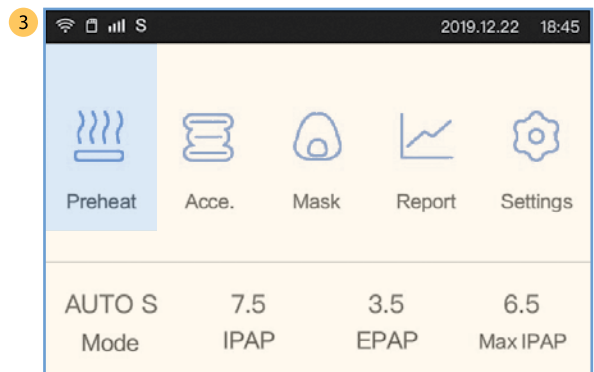 3
S 2019.12.22 18:45
Preheat Acce. Mask Report Settings
AUTO S 7.5 3.5 6.5
Mode IPAP EPAP Max IPAP